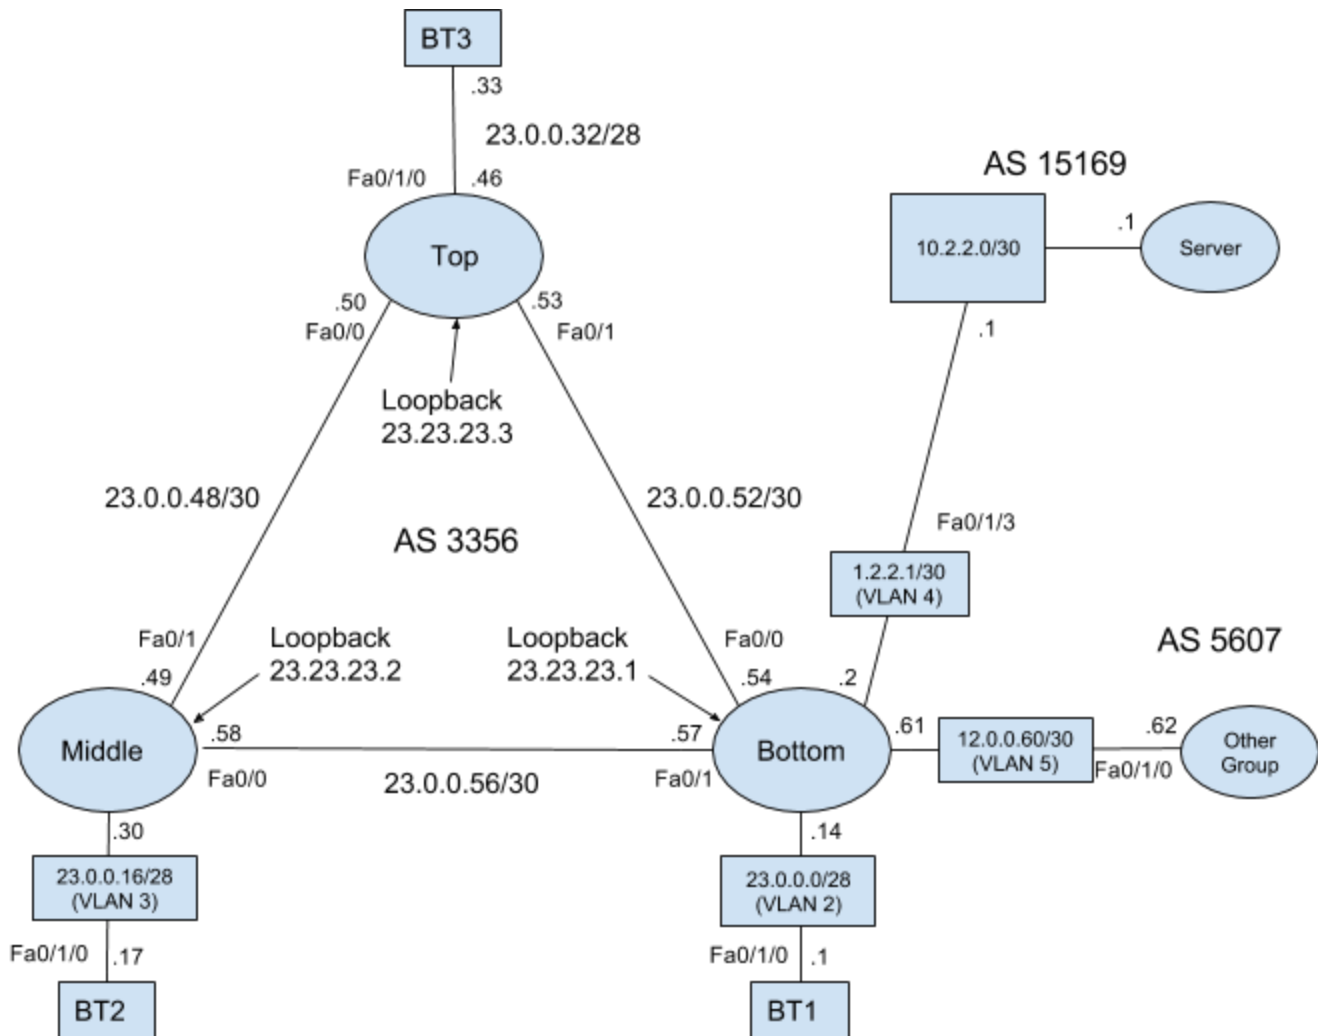 BT3
.33
23.0.0.32/28
Fa0/1/0
.46
Top
.50
Fa0/0
.53
Fa0/1
Loopback
23.23.23.3
AS 15169
10.2.2.0/30
.1
Server
.1
23.0.0.48/30
23.0.0.52/30
AS 3356
Fa0/1/3
1.2.2.1/30
(VLAN 4)
Fa0/1
.49
Loopback
23.23.23.2
Loopback
23.23.23.1
Fa0/0
.54
.2
AS 5607
Middle
.58
Fa0/0
23.0.0.56/30
.57
Fa0/1
Bottom
.61
12.0.0.60/30
(VLAN 5)
.62
Fa0/1/0
Other
Group
.30
23.0.0.16/28
(VLAN 3)
Fa0/1/0
.17
BT2
.14
23.0.0.0/28
(VLAN 2)
Fa0/1/0
.1
BT1